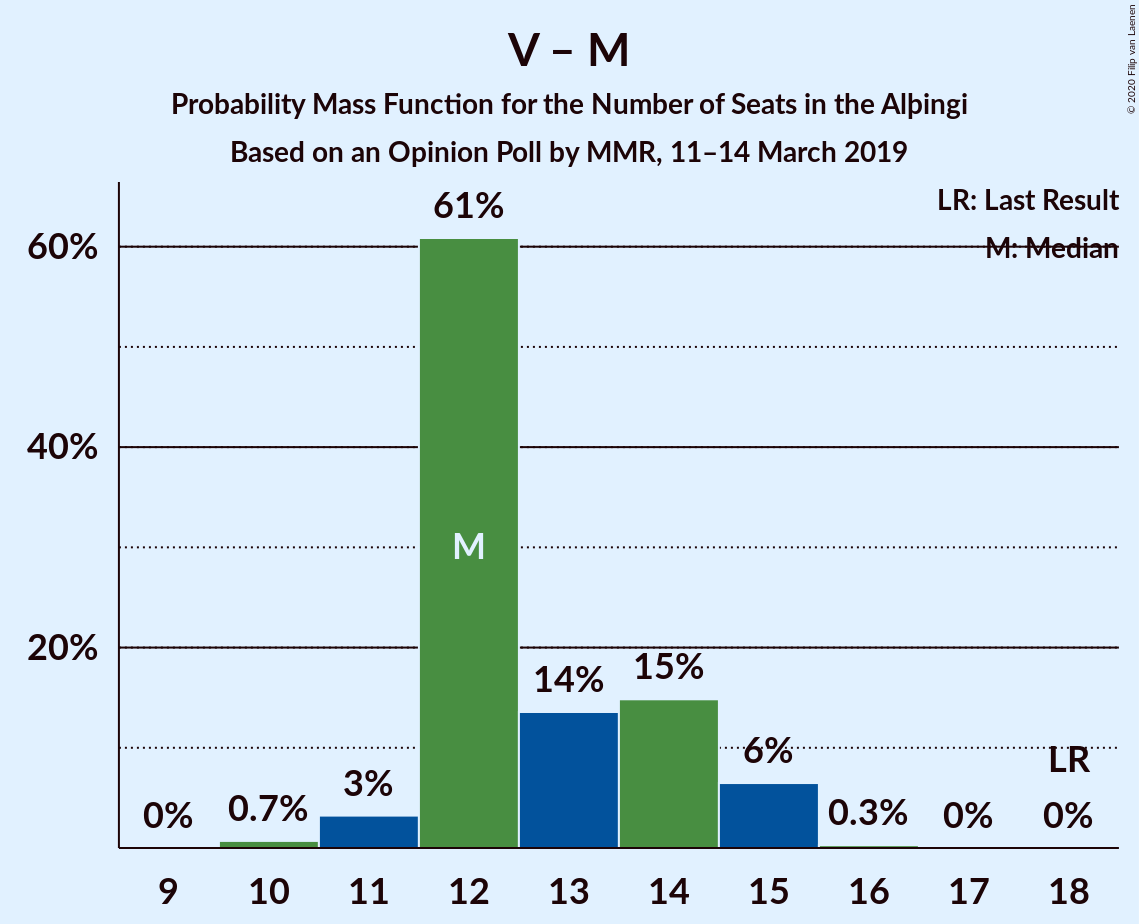 V – M
Probability Mass Function for the Number of Seats in the Alþingi
Based on an Opinion Poll by MMR, 11–14 March 2019
© 2020 Filip van Laenen
LR: Last Result
M: Median
60%
40%
20%
0%
0.7%
3%
61%
M
14%
15%
6%
0.3%
0%
LR
0%
9 10 11 12 13 14 15 16 17 18